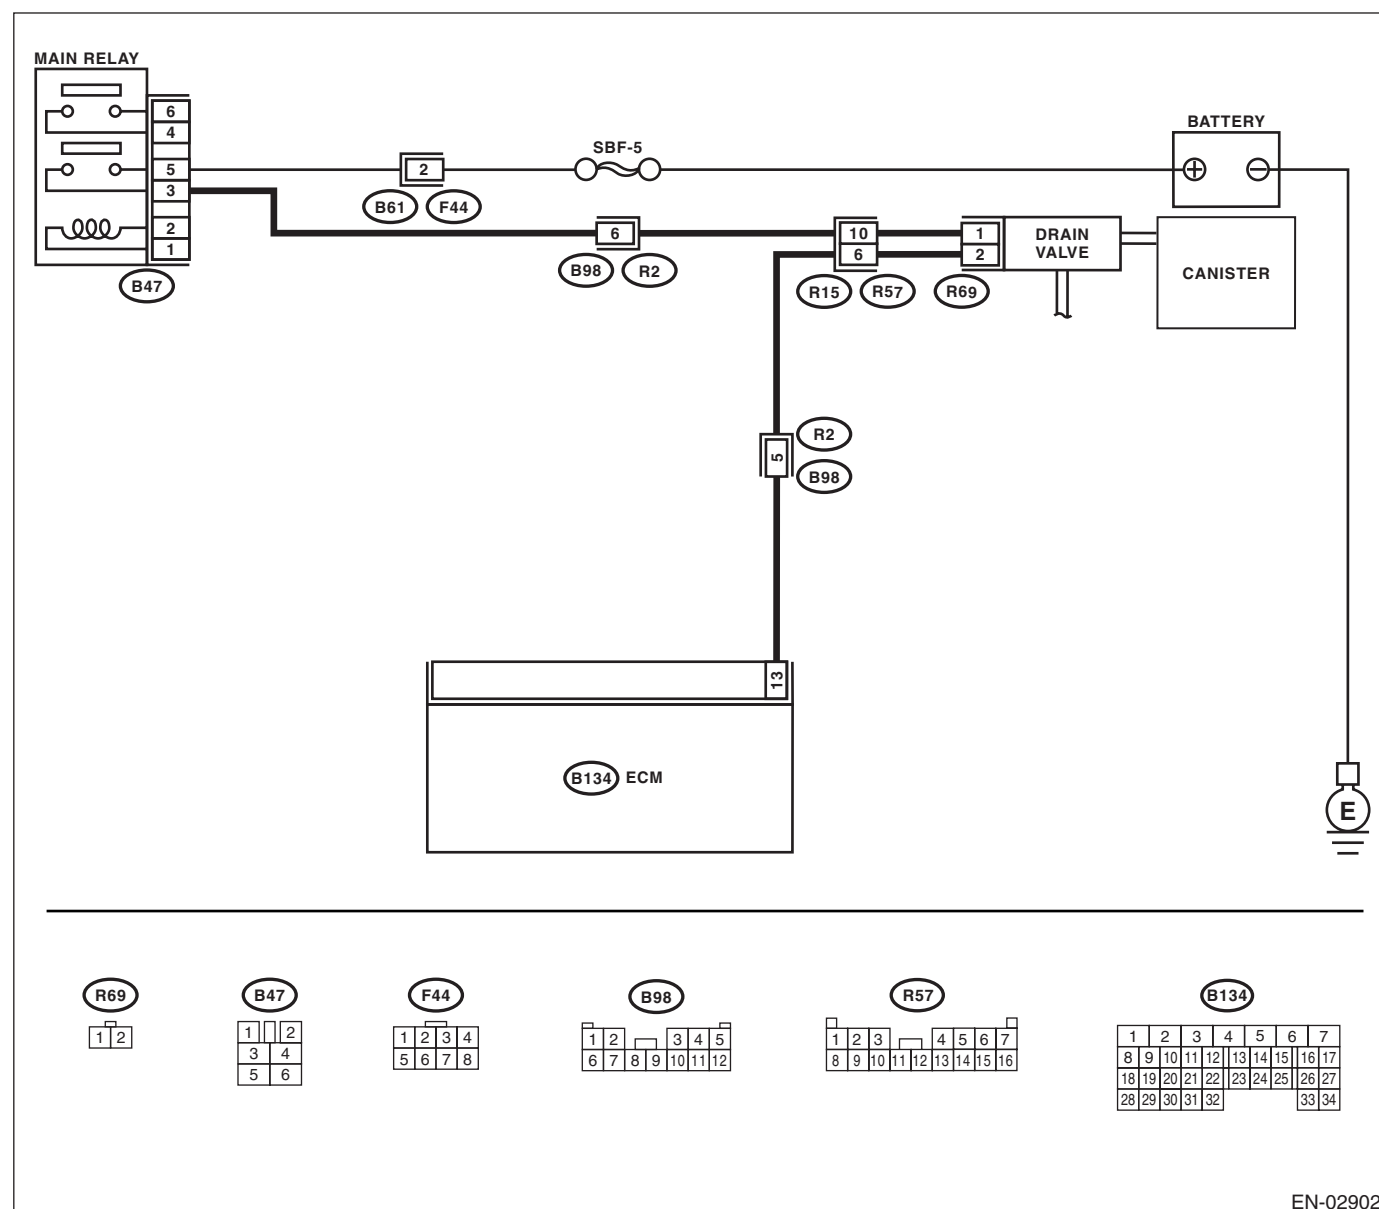 MAIN RELAY
6
4
5
3
2
1
B47
2
B61 F44
SBF-5
BATTERY
+ −
6
B98 R2
10
6
R15 R57
1
2
R69
DRAIN
VALVE
CANISTER
5
R2
B98
13
B134 ECM
E
R69
1 2
B47
1 2
3 4
5 6
F44
1 2 3 4
5 6 7 8
B98
1 2 3 4 5
6 7 8 9 10 11 12
R57
1 2 3 4 5 6 7
8 9 10 11 12 13 14 15 16
B134
1 2 3 4 5 6 7
8 9 10 11 12 13 14 15 16 17
18 19 20 21 22 23 24 25 26 27
28 29 30 31 32 33 34
EN-02902